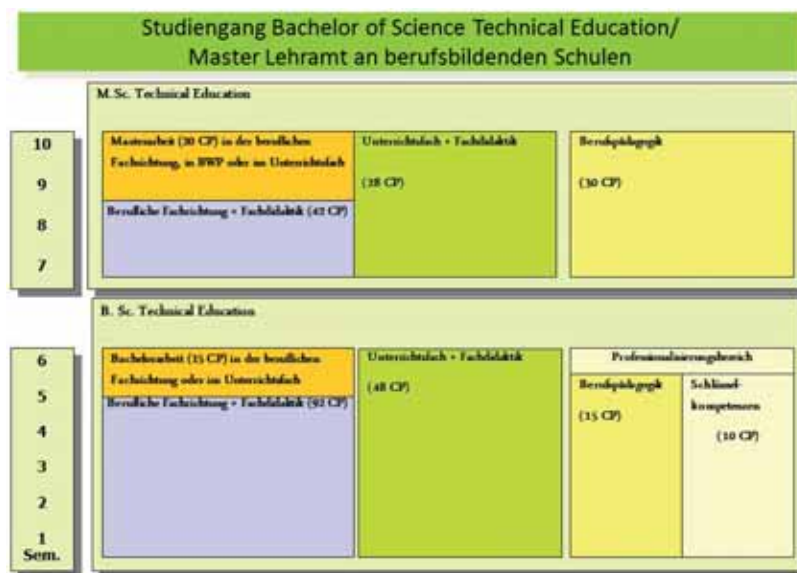 Studiengang Bachelor of Science Technical Education/
Master Lehramt an berufsbildenden Schulen
M. Sc. Technical Education
10
9
8
7
Masterarbeit (20 CP) in der beruflichen
Fachrichtung, in BWP oder im Unterrichtsfach
Berufliche Fachrichtung + Fachdidaktik (42 CP)
Unterrichtsfach + Fachdidaktik
(28 CP)
Berufspädagogik
(30 CP)
B. Sc. Technical Education
6
5
4
3
2
1
Sem.
Bachelorarbeit (15 CP) in der beruflichen
Fachrichtung oder im Unterrichtsfach
Berufliche Fachrichtung + Fachdidaktik (92 CP)
Unterrichtsfach + Fachdidaktik
(48 CP)
Professionalisierungsbereich
Berufspädagogik
(15 CP)
Schlüssel-
kompetenzen
(10 CP)